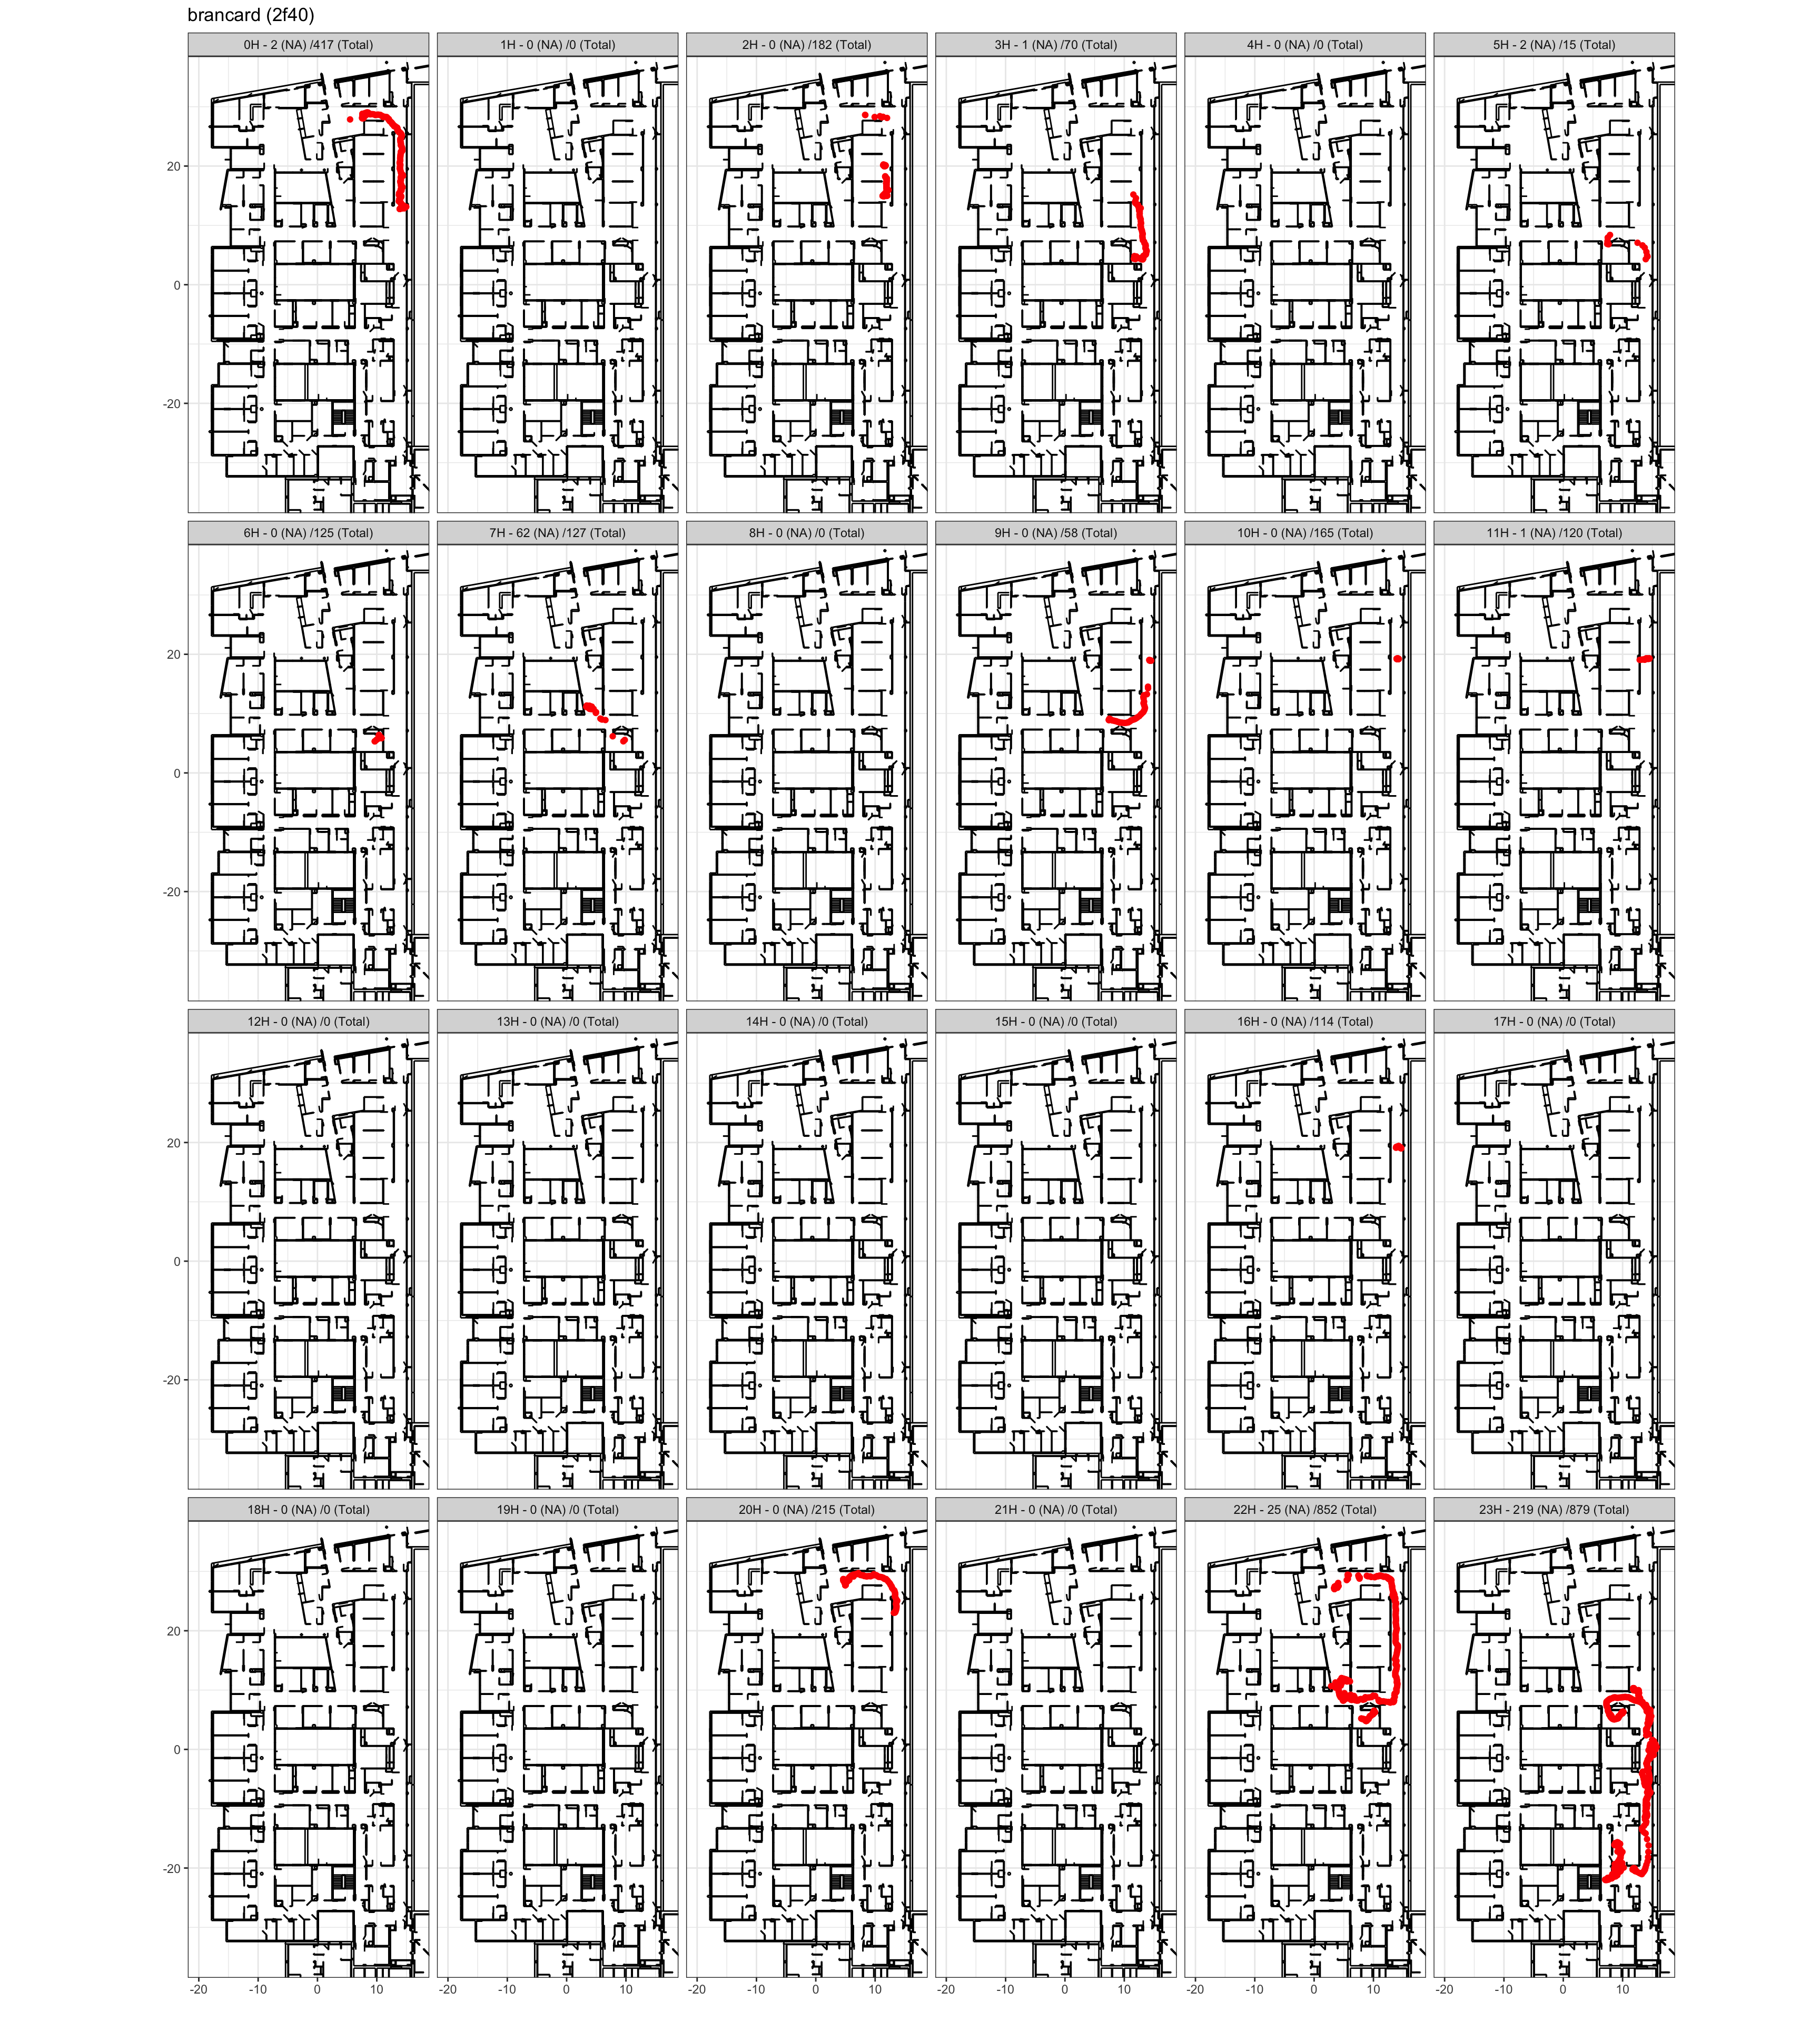 brancard (2f40)
0H - 2 (NA) /417 (Total)
1H - 0 (NA) /0 (Total)
2H - 0 (NA) /182 (Total)
3H - 1 (NA) /70 (Total)
4H - 0 (NA) /0 (Total)
5H - 2 (NA) /15 (Total)
20
0
-20
6H - 0 (NA) /125 (Total)
7H - 62 (NA) /127 (Total)
8H - 0 (NA) /0 (Total)
9H - 0 (NA) /58 (Total)
10H - 0 (NA) /165 (Total)
11H - 1 (NA) /120 (Total)
20
0
-20
12H - 0 (NA) /0 (Total)
13H - 0 (NA) /0 (Total)
14H - 0 (NA) /0 (Total)
15H - 0 (NA) /0 (Total)
16H - 0 (NA) /114 (Total)
17H - 0 (NA) /0 (Total)
20
0
-20
18H - 0 (NA) /0 (Total)
19H - 0 (NA) /0 (Total)
20H - 0 (NA) /215 (Total)
21H - 0 (NA) /0 (Total)
22H - 25 (NA) /852 (Total)
23H - 219 (NA) /879 (Total)
20
0
-20
-20 -10 0 10
-20 -10 0 10
-20 -10 0 10
-20 -10 0 10
-20 -10 0 10
-20 -10 0 10